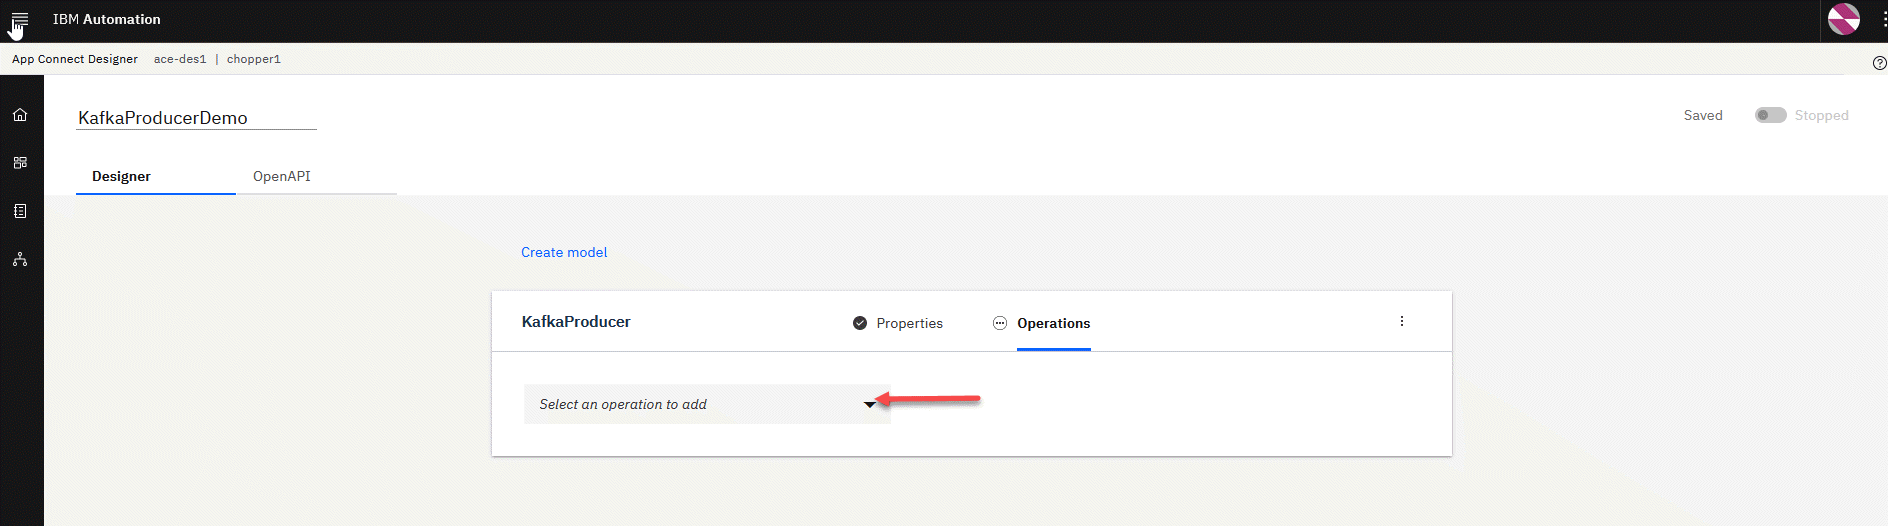 IBM Automation
App Connect Designer ace-des1 | chopper1
KafkaProducerDemo
Saved Stopped
Designer OpenAPI
Create model
KafkaProducer Properties Operations
Select an operation to add